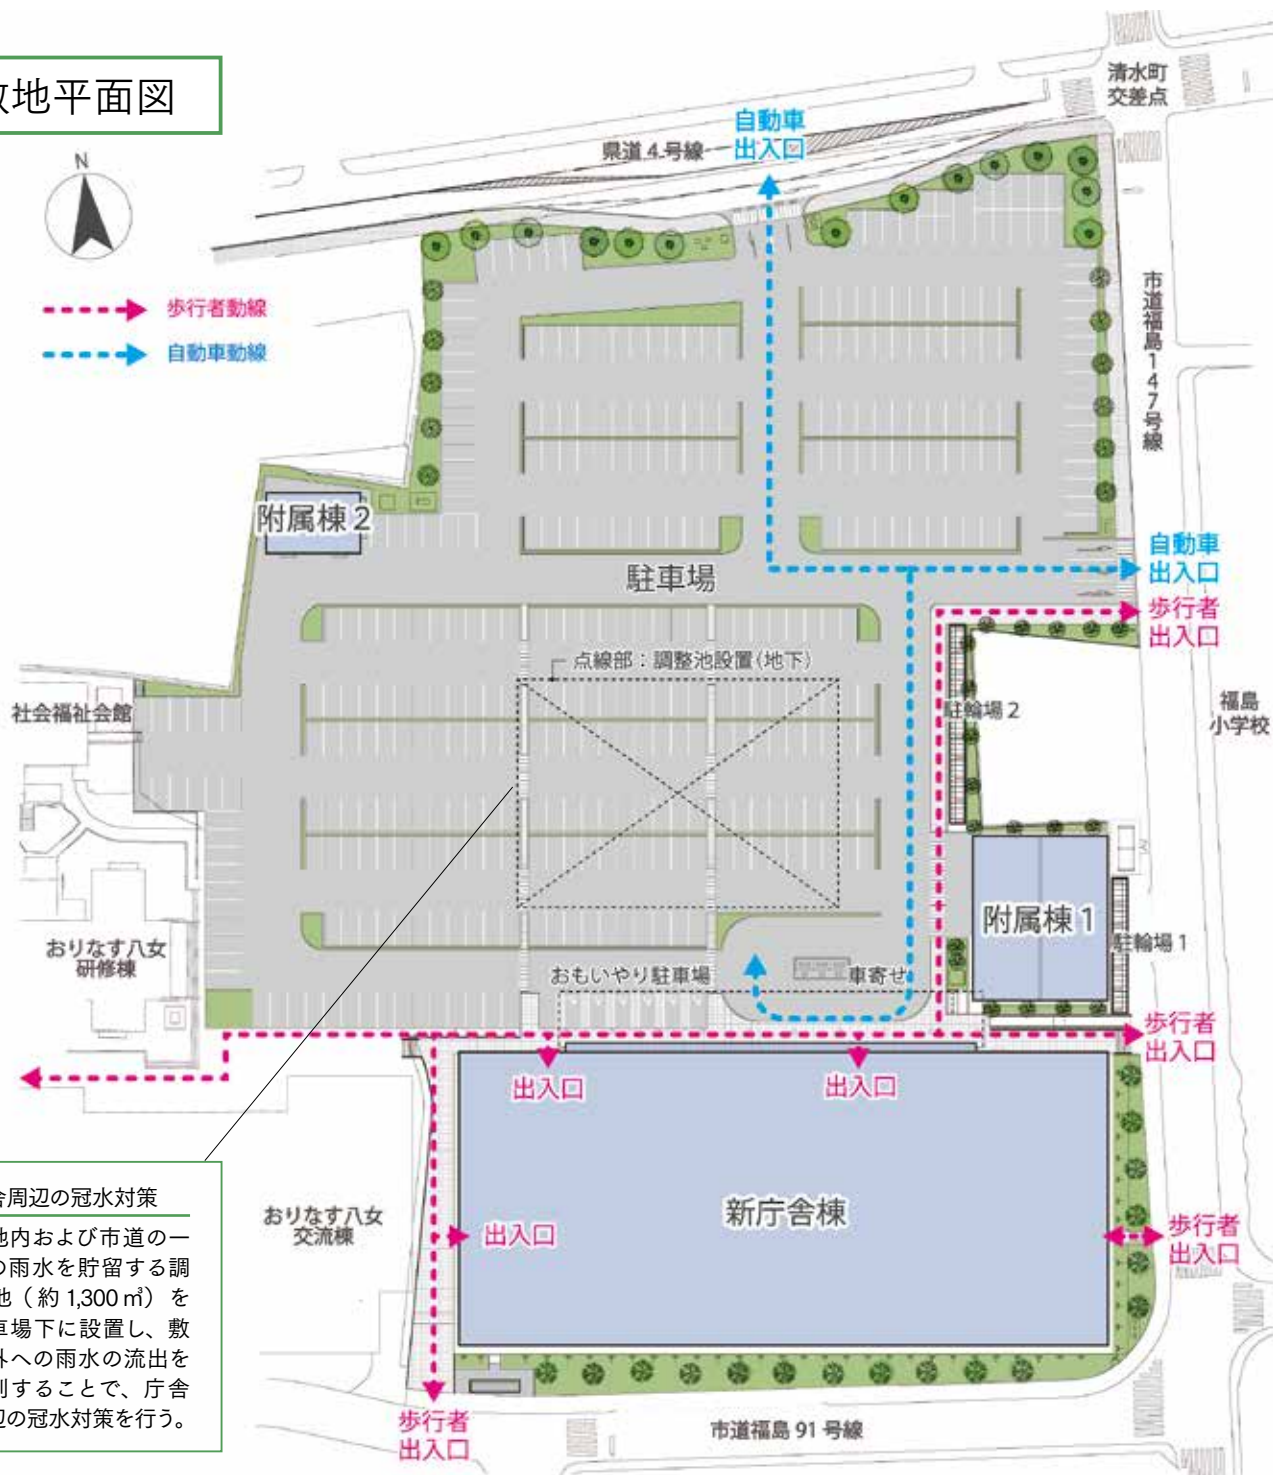 敷地平面図
N
歩行者動線
自動車動線
清水町
交差点
自動車
出入口
県道4号線
市道福島147号線
附属棟2
駐車場
自動車
出入口
歩行者
出入口
点線部：調整池設置（地下）
社会福祉会館
駐輪場2
福島
小学校
おりなす八女
研修棟
附属棟1
駐輪場1
おもいやり駐車場
車寄せ
歩行者
出入口
出入口
出入口
新庁舎棟
おりなす八女
交流棟
出入口
歩行者
出入口
歩行者
出入口
市道福島91号線
舎周辺の冠水対策
地内および市道の一
の雨水を貯留する調
池（約1,300㎥）を
車場下に設置し、敷
外への雨水の流出を
制することで、庁舎
辺の冠水対策を行う。